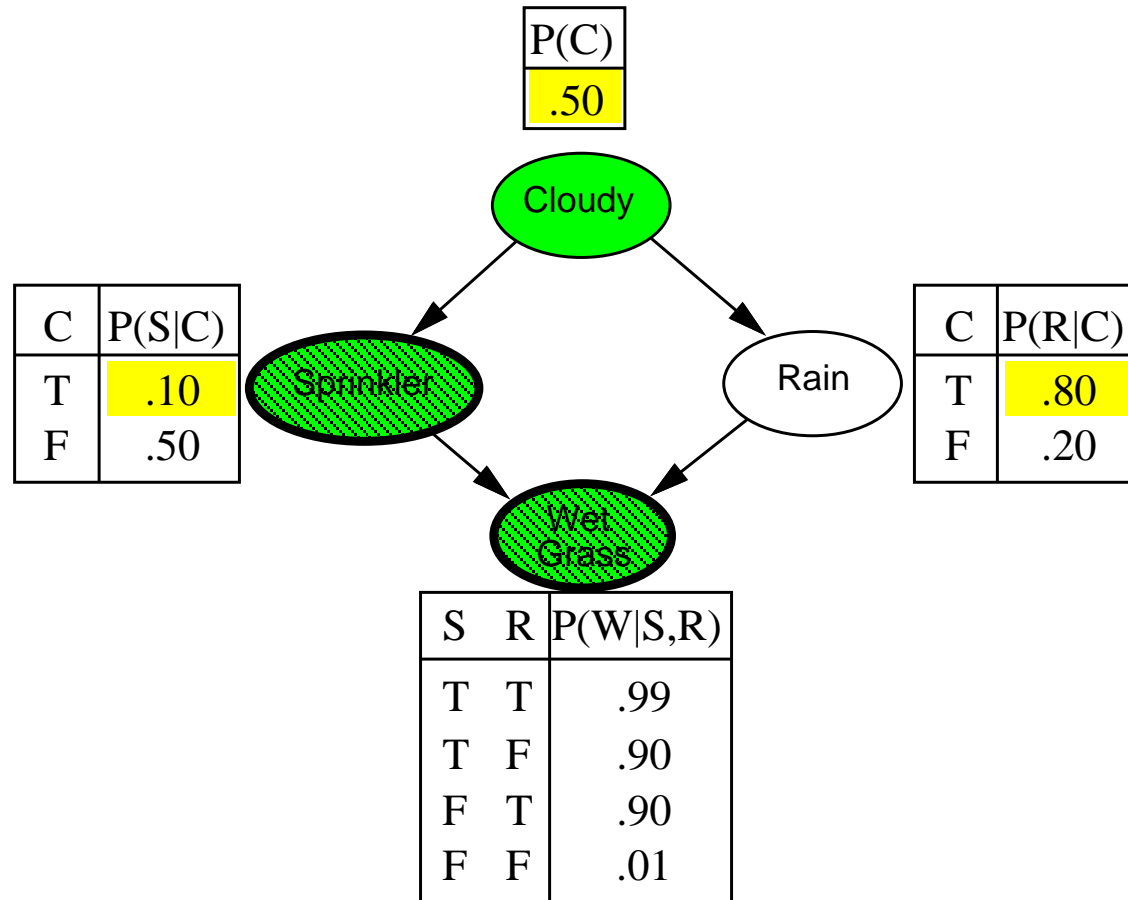 P(C)
.50
Cloudy
C P(S|C)
T .10
F .50
Sprinkler
Rain
C P(R|C)
T .80
F .20
Wet
Grass
S R P(W|S,R)
T T .99
T F .90
F T .90
F F .01